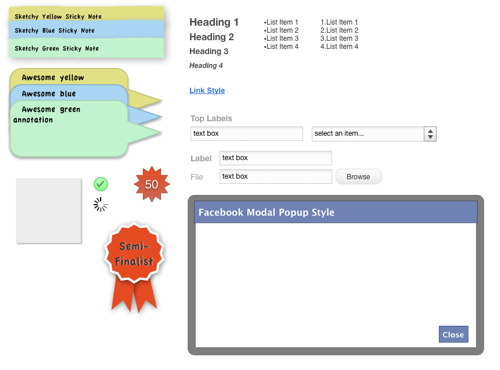 Sketchy Yellow Sticky Note
Sketchy Blue Sticky Note
Sketchy Green Sticky Note
Awesome yellow
Awesome blue
Awesome green
annotation
50
Semi-
Finalist
Heading 1
Heading 2
Heading 3
Heading 4
•List Item 1
•List Item 2
•List Item 3
•List Item 4
1.List Item 1
2.List Item 2
3.List Item 3
4.List Item 4
Link Style
Top Labels
text box
select an item...
Label
text box
File
text box
Browse
Facebook Modal Popup Style
Close